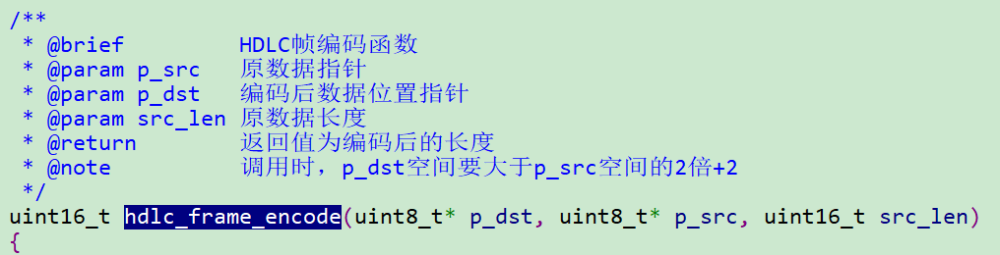 /**
 * @brief          HDLC帧编码函数
 * @param p_src   原数据指针
 * @param p_dst   编码后数据位置指针
 * @param src_len 原数据长度
 * @return         返回值为编码后的长度
 * @note           调用时，p_dst空间要大于p_src空间的2倍+2
 */
uint16_t hdlc_frame_encode(uint8_t* p_dst, uint8_t* p_src, uint16_t src_len)
{